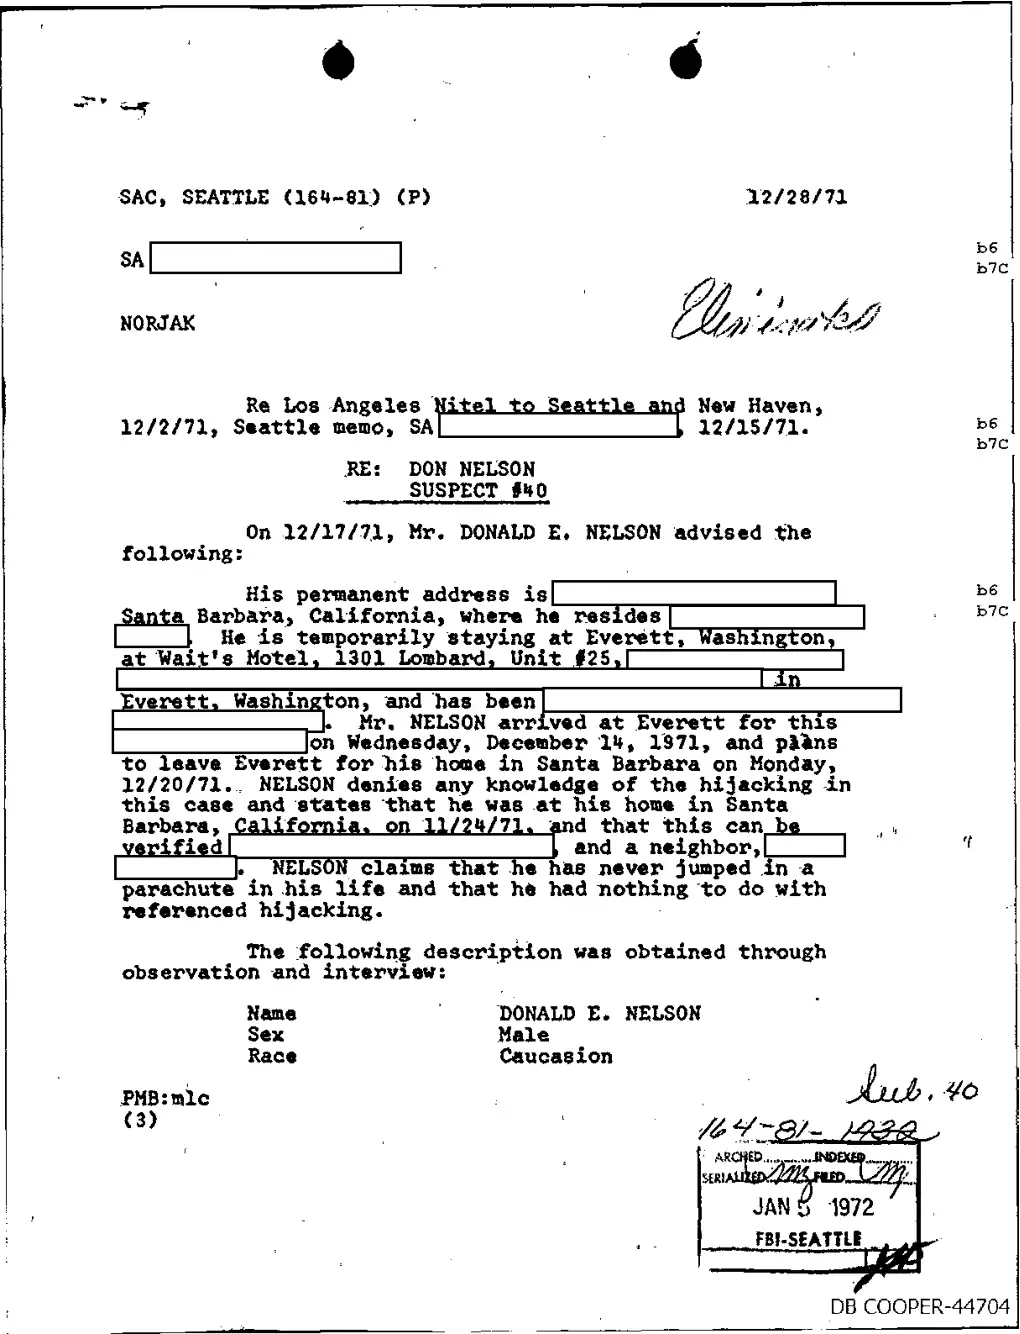 SAC, SEATTLE (164-81) (P) 12/28/71
SA
b6
b7C
NORJAK
Eliminated
Re Los Angeles Nitel to Seattle and New Haven,
12/2/71, Seattle memo, SA , 12/15/71.
b6
b7C
RE: DON NELSON
SUSPECT #40
On 12/17/71, Mr. DONALD E. NELSON advised the
following:
His permanent address is
Santa Barbara, California, where he resides
. He is temporarily staying at Everett, Washington,
at Wait's Motel, 1301 Lombard, Unit #25,
in
Everett, Washington, and has been
. Mr. NELSON arrived at Everett for this
on Wednesday, December 14, 1971, and plans
to leave Everett for his home in Santa Barbara on Monday,
12/20/71. NELSON denies any knowledge of the hijacking in
this case and states that he was at his home in Santa
Barbara, California, on 11/24/71, and that this can be
verified , and a neighbor,
. NELSON claims that he has never jumped in a
parachute in his life and that he had nothing to do with
referenced hijacking.
b6
b7C
The following description was obtained through
observation and interview:
Name DONALD E. NELSON
Sex Male
Race Caucasion
PMB:mlc
(3)
Sub. 40
164-81-1932
SERIALIZED FILED
INDEXED
JAN 5 1972
FBI-SEATTLE
DB COOPER-44704